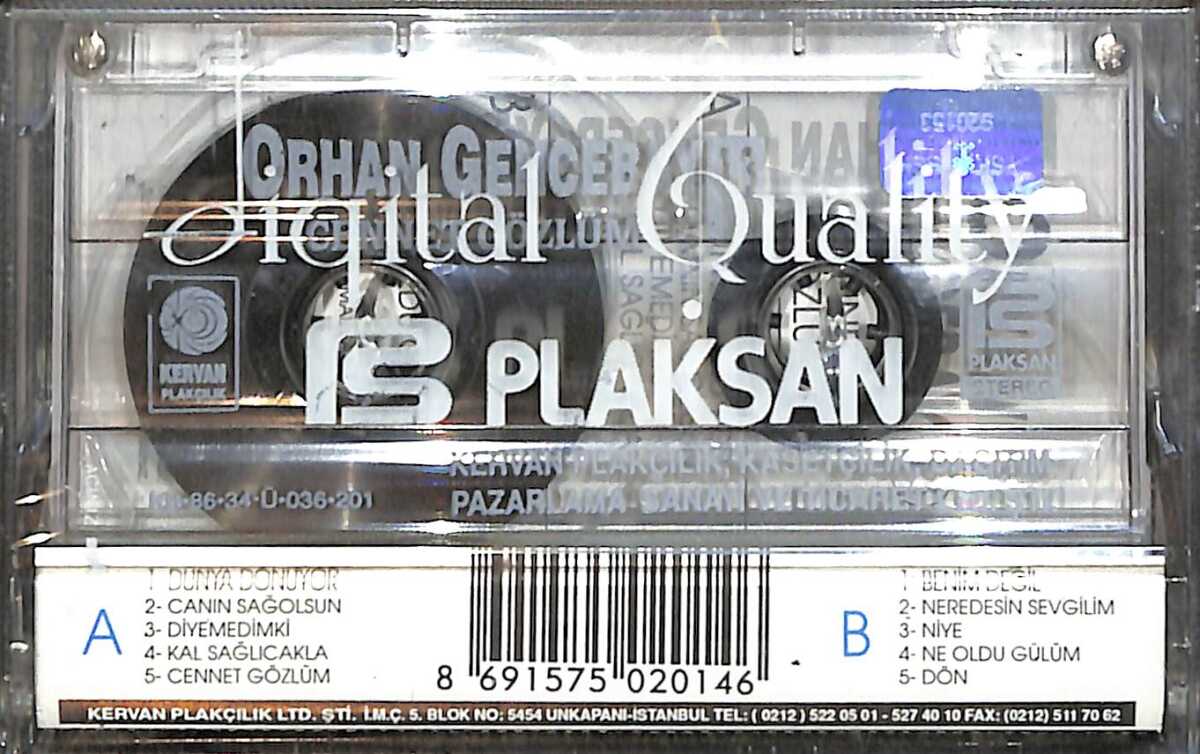 ORHAN GENCEBAY
Digital Quality
CENNET GÖZLÜM
920153
KERVAN
PLAKÇILIK
PLAKSAN
PLAKSAN
STEREO
KERVAN PLAKÇILIK, KASETÇİLİK, DAĞITIM
86•34•Ü•036•201
PAZARLAMA SANAYİ VE TİCARET
A
1- DÜNYA DÖNÜYOR
2- CANIN SAĞOLSUN
3- DİYEMEDİMKİ
4- KAL SAĞLICAKLA
5- CENNET GÖZLÜM
8 691575 020146
B
1- BENİM DEĞİL
2- NEREDESİN SEVGİLİM
3- NİYE
4- NE OLDU GÜLÜM
5- DÖN
KERVAN PLAKÇILIK LTD. ŞTİ. İ.M.Ç. 5. BLOK NO: 5454 UNKAPANI-İSTANBUL TEL: ( 0212 ) 522 05 01 - 527 40 10 FAX: (0212) 511 70 62